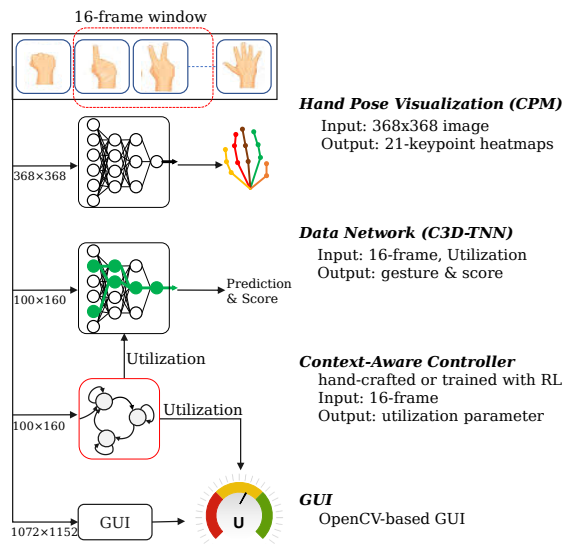 16-frame window
Hand Pose Visualization (CPM)
Input: 368x368 image
Output: 21-keypoint heatmaps
368×368
Data Network (C3D-TNN)
Input: 16-frame, Utilization
Output: gesture & score
Prediction
& Score
100×160
Utilization
Context-Aware Controller
hand-crafted or trained with RL
Input: 16-frame
Output: utilization parameter
Utilization
100×160
GUI
OpenCV-based GUI
1072×1152
GUI
U